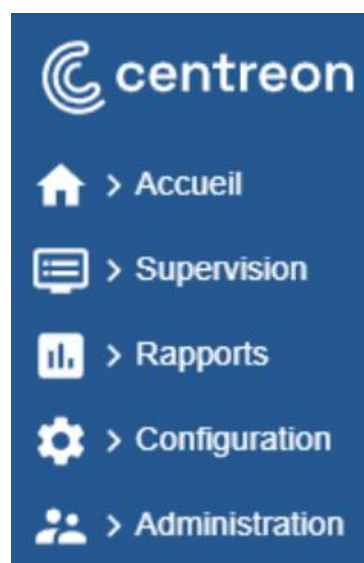 centreon
> Accueil
> Supervision
> Rapports
> Configuration
> Administration